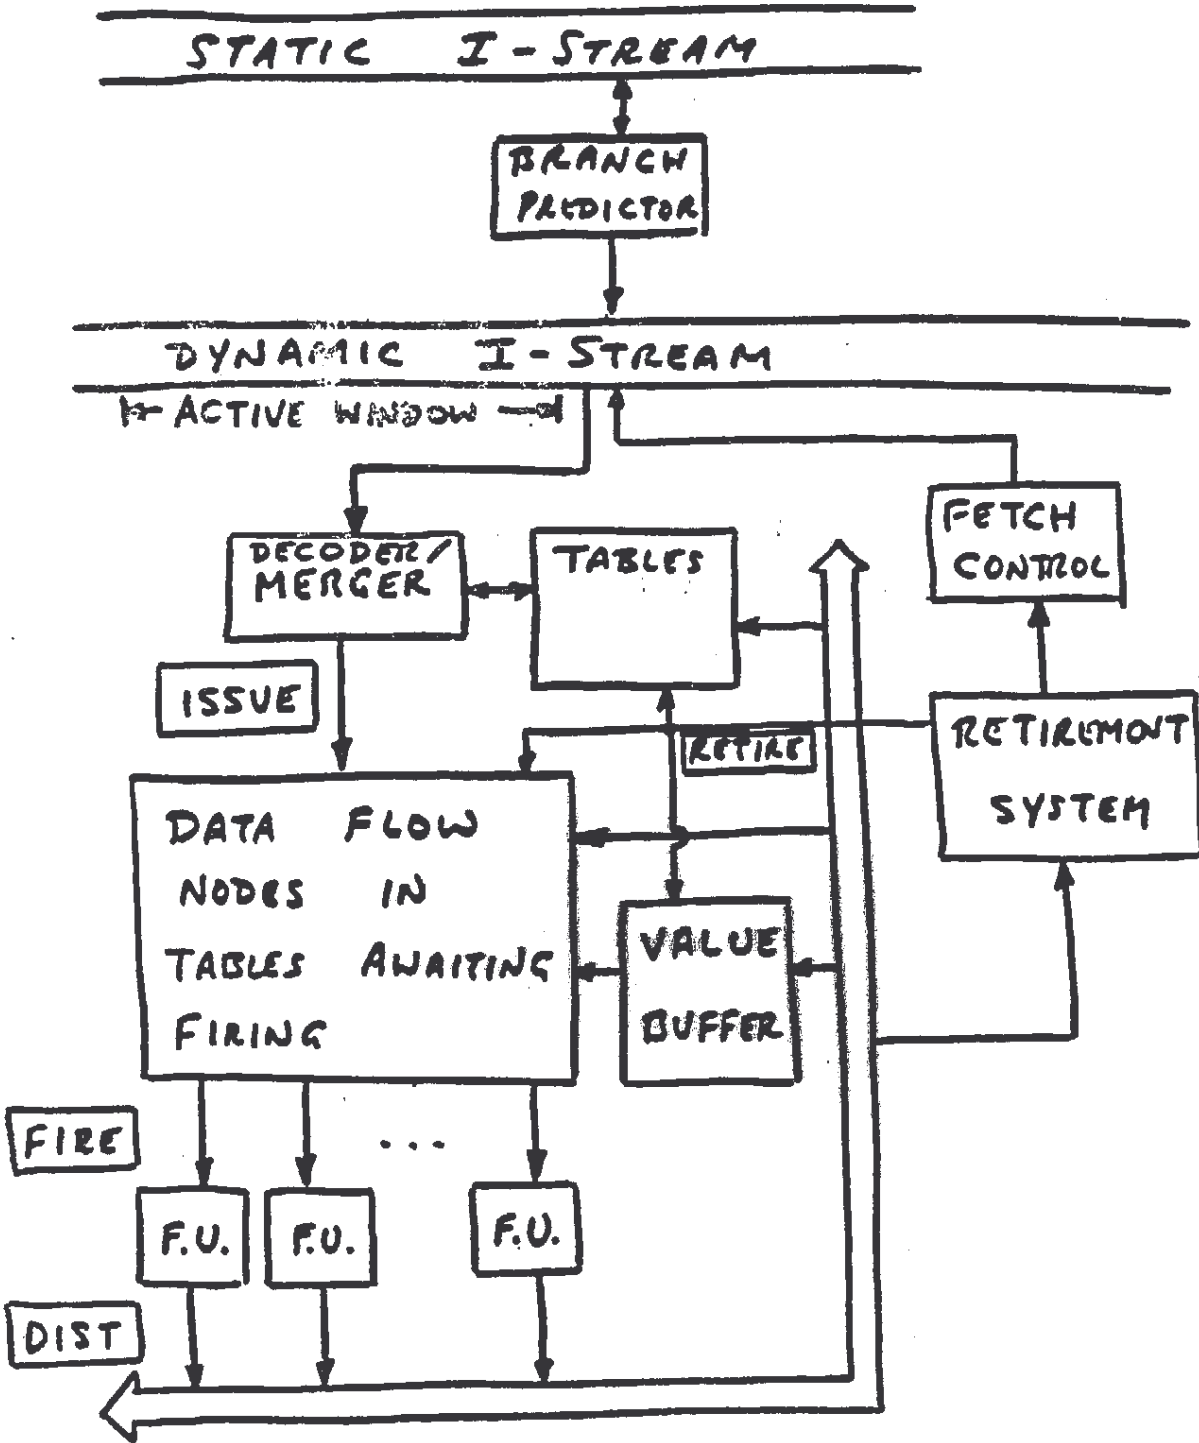 STATIC I-STREAM
BRANCH
PREDICTOR
DYNAMIC I-STREAM
ACTIVE WINDOW
DECODER/
MERGER
TABLES
FETCH
CONTROL
ISSUE
RETIRE
RETIREMONT
SYSTEM
DATA FLOW
NODES IN
TABLES AWAITING
FIRING
VALUE
BUFFER
FIRE
...
F.U.
F.U.
F.U.
DIST